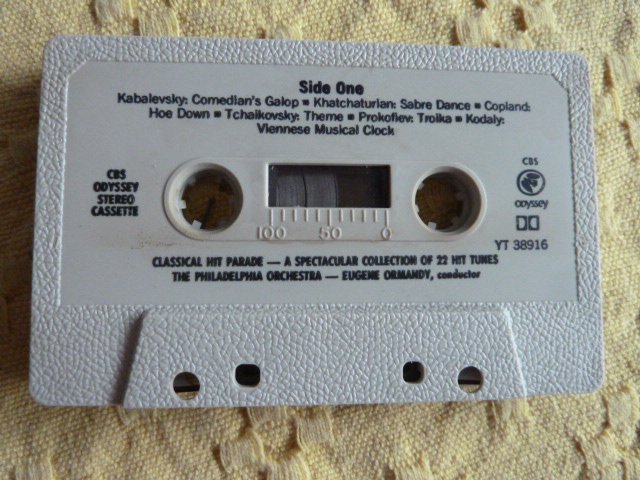 Side One
Kabalevsky: Comedian's Galop ▪ Khatchaturian: Sabre Dance ▪ Copland:
Hoe Down ▪ Tchaikovsky: Theme ▪ Prokofiev: Troika ▪ Kodaly:
Viennese Musical Clock
CBS
ODYSSEY
STEREO
CASSETTE
100 50 0
CBS
odyssey
YT 38916
CLASSICAL HIT PARADE — A SPECTACULAR COLLECTION OF 22 HIT TUNES
THE PHILADELPHIA ORCHESTRA — EUGENE ORMANDY, conductor